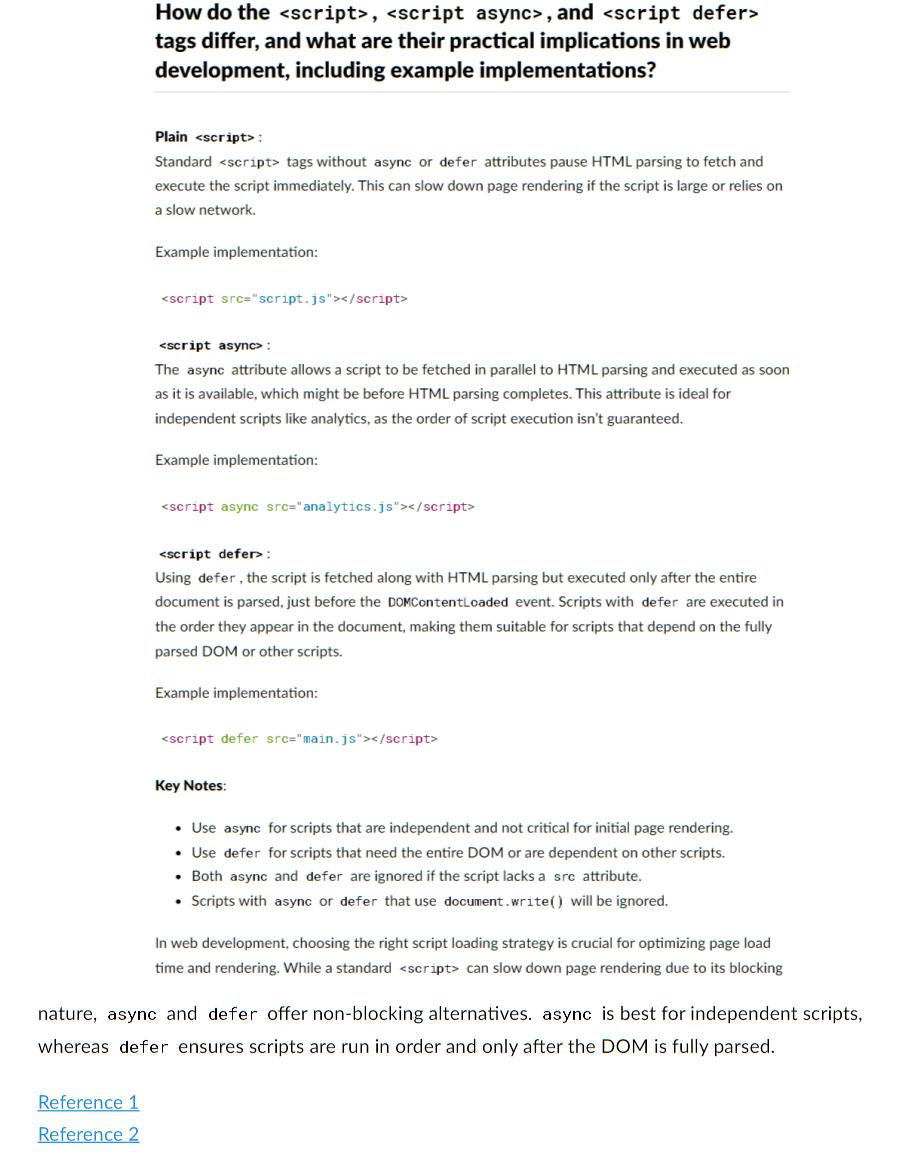 How do the <script>, <script async>, and <script defer>
tags differ, and what are their practical implications in web
development, including example implementations?
Plain <script> :
Standard <script> tags without async or defer attributes pause HTML parsing to fetch and
execute the script immediately. This can slow down page rendering if the script is large or relies on
a slow network.
Example implementation:
<script src="script.js"></script>
<script async> :
The async attribute allows a script to be fetched in parallel to HTML parsing and executed as soon
as it is available, which might be before HTML parsing completes. This attribute is ideal for
independent scripts like analytics, as the order of script execution isn't guaranteed.
Example implementation:
<script async src="analytics.js"></script>
<script defer> :
Using defer , the script is fetched along with HTML parsing but executed only after the entire
document is parsed, just before the DOMContentLoaded event. Scripts with defer are executed in
the order they appear in the document, making them suitable for scripts that depend on the fully
parsed DOM or other scripts.
Example implementation:
<script defer src="main.js"></script>
Key Notes:
• Use async for scripts that are independent and not critical for initial page rendering.
• Use defer for scripts that need the entire DOM or are dependent on other scripts.
• Both async and defer are ignored if the script lacks a src attribute.
• Scripts with async or defer that use document.write() will be ignored.
In web development, choosing the right script loading strategy is crucial for optimizing page load
time and rendering. While a standard <script> can slow down page rendering due to its blocking
nature, async and defer offer non-blocking alternatives. async is best for independent scripts,
whereas defer ensures scripts are run in order and only after the DOM is fully parsed.
Reference 1
Reference 2